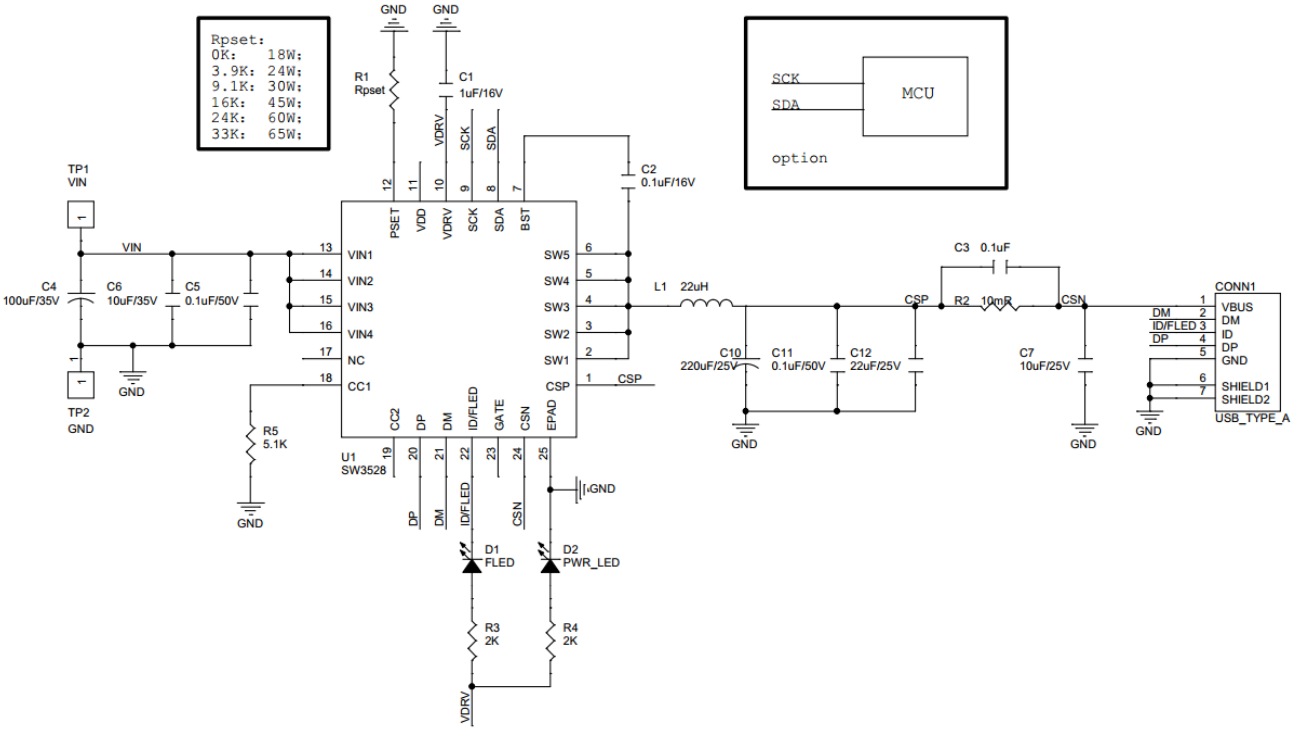 GND
GND
Rpset:
0K: 18W;
3.9K: 24W;
9.1K: 30W;
16K: 45W;
24K: 60W;
33K: 65W;
R1
Rpset
C1
1uF/16V
VDRV
SCK
SDA
SCK
SDA
MCU
option
C2
0.1uF/16V
TP1
VIN
1
12
11
10
9
8
7
PSET
VDD
VDRV
SCK
SDA
BST
VIN
13
VIN1
14
VIN2
15
VIN3
16
VIN4
17
NC
18
CC1
SW5
6
SW4
5
SW3
4
SW2
3
SW1
2
CSP
1
CSP
C4
100uF/35V
C6
10uF/35V
C5
0.1uF/50V
GND
1
1
TP2
GND
R5
5.1K
GND
L1
22uH
C3
0.1uF
CSP
R2
10mR
CSN
C10
220uF/25V
C11
0.1uF/50V
C12
22uF/25V
GND
C7
10uF/25V
GND
CONN1
1
VBUS
DM
2
DM
ID/FLED
3
ID
DP
4
DP
5
GND
6
SHIELD1
7
SHIELD2
USB_TYPE_A
GND
CC2
DP
DM
ID/FLED
GATE
CSN
EPAD
U1
SW3528
19
20
21
22
23
24
25
DP
DM
ID/FLED
CSN
GND
D1
FLED
D2
PWR_LED
R3
2K
R4
2K
VDRV